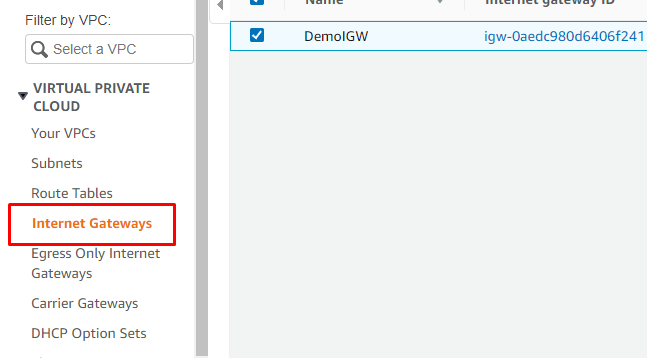 Filter by VPC:
Select a VPC
VIRTUAL PRIVATE
CLOUD
Your VPCs
Subnets
Route Tables
Internet Gateways
Egress Only Internet
Gateways
Carrier Gateways
DHCP Option Sets
Name Internet gateway ID
DemoIGW igw-0aedc980d6406f241